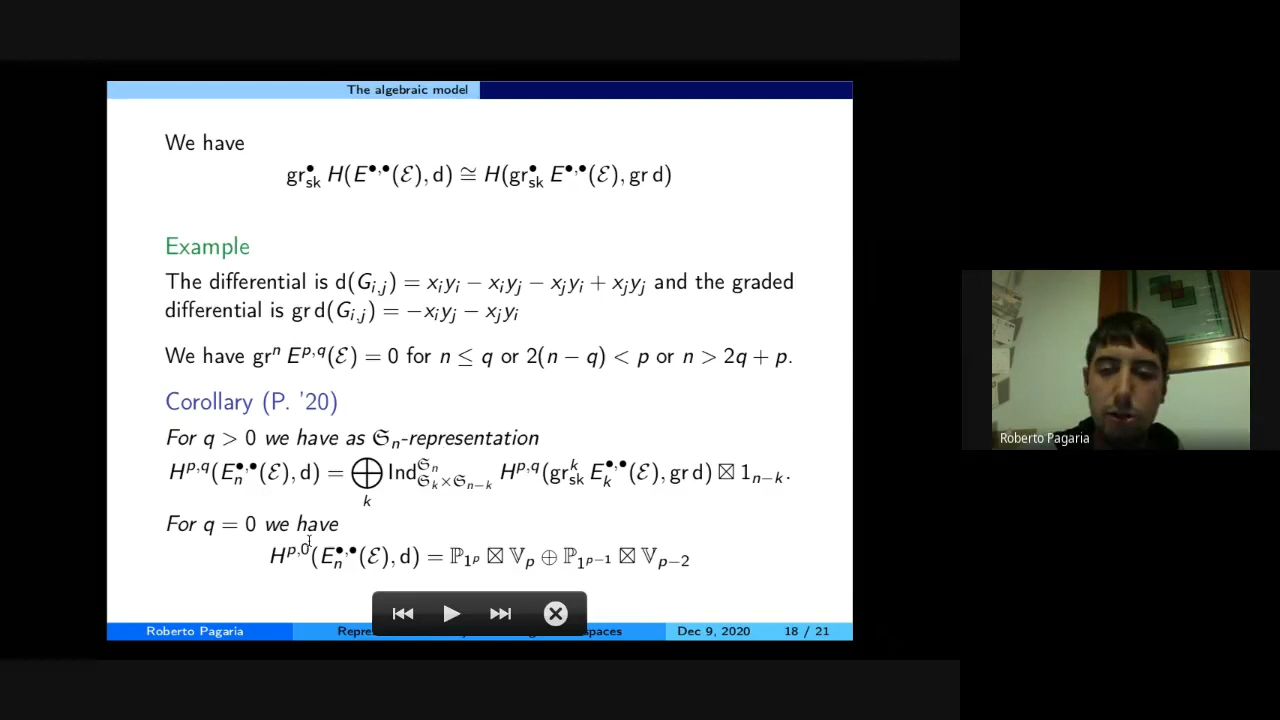 The algebraic model
We have
gr•sk H(E•,•(ℰ), d) ≅ H(gr•sk E•,•(ℰ), gr d)
Example
The differential is d(Gi,j) = xiyi − xiyj − xjyi + xjyj and the graded
differential is gr d(Gi,j) = −xiyj − xjyi
We have grⁿ Ep,q(ℰ) = 0 for n ≤ q or 2(n − q) < p or n > 2q + p.
Corollary (P. '20)
For q > 0 we have as 𝔖n-representation
Hp,q(En•,•(ℰ), d) = ⊕k Ind𝔖n𝔖k×𝔖n−k Hp,q(grksk Ek•,•(ℰ), gr d) ⊠ 1n−k.
For q = 0 we have
Hp,0(En•,•(ℰ), d) = ℙ1p ⊠ 𝕍p ⊕ ℙ1p−1 ⊠ 𝕍p−2
Roberto Pagaria
Roberto Pagaria
Dec 9, 2020
18 / 21